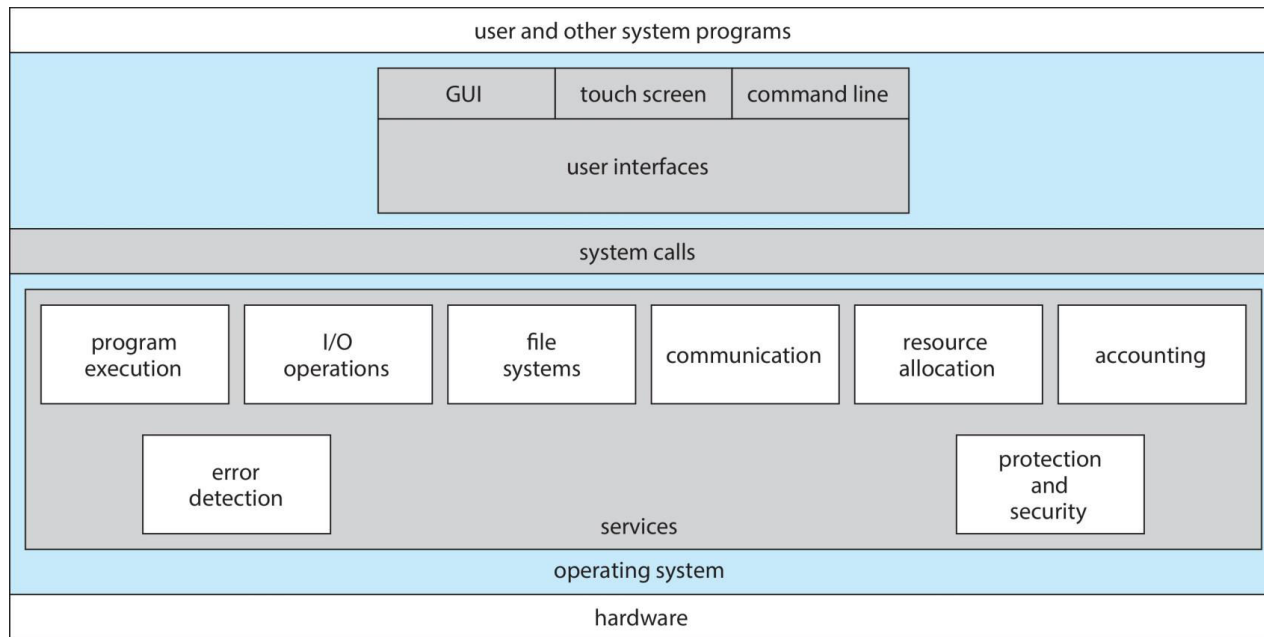 user and other system programs
GUI
touch screen
command line
user interfaces
system calls
program
execution
I/O
operations
file
systems
communication
resource
allocation
accounting
error
detection
protection
and
security
services
operating system
hardware